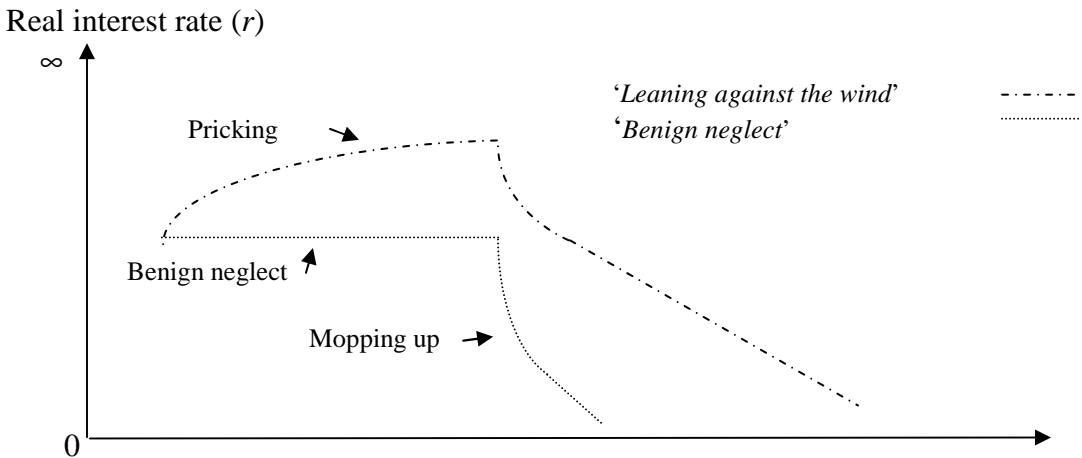 Real interest rate (r)
∞
‘Leaning against the wind’
‘Benign neglect’
Pricking
Benign neglect
Mopping up
0